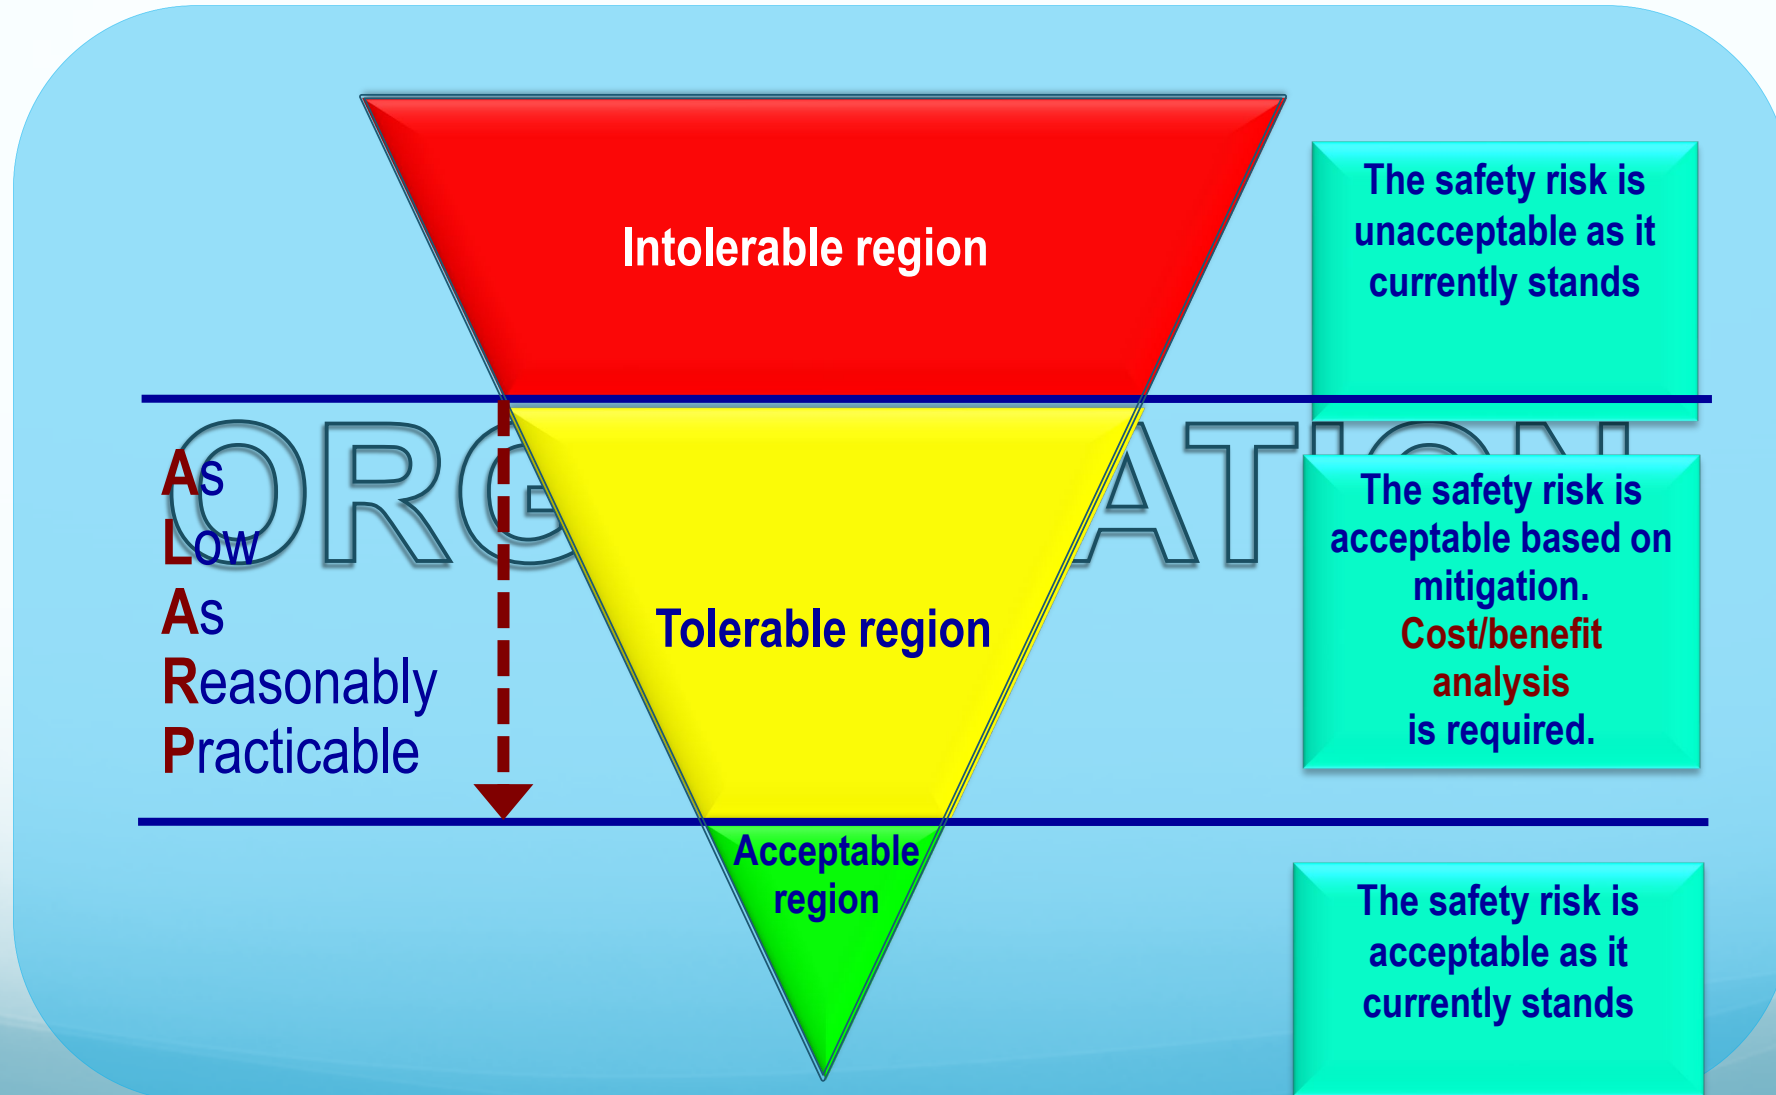 Intolerable region
The safety risk is
unacceptable as it
currently stands
ORG ATION
As
Low
As
Reasonably
Practicable
Tolerable region
The safety risk is
acceptable based on
mitigation.
Cost/benefit
analysis
is required.
Acceptable
region
The safety risk is
acceptable as it
currently stands